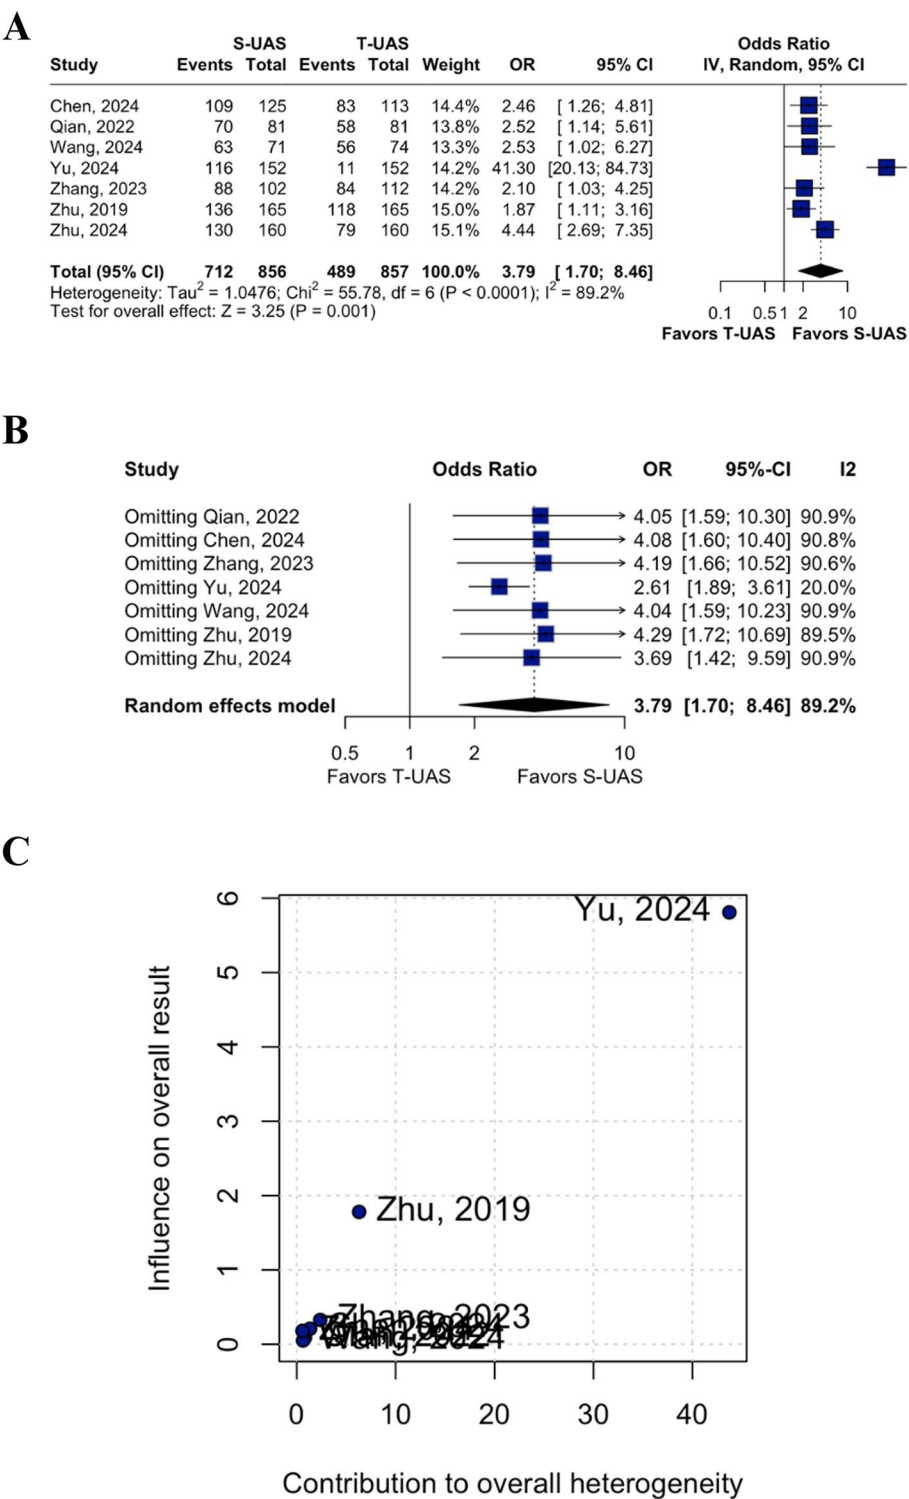 A
S-UAS T-UAS Odds Ratio
Study Events Total Events Total Weight OR 95% CI IV, Random, 95% CI
Chen, 2024 109 125 83 113 14.4% 2.46 [ 1.26; 4.81]
Qian, 2022 70 81 58 81 13.8% 2.52 [ 1.14; 5.61]
Wang, 2024 63 71 56 74 13.3% 2.53 [ 1.02; 6.27]
Yu, 2024 116 152 11 152 14.2% 41.30 [20.13; 84.73]
Zhang, 2023 88 102 84 112 14.2% 2.10 [ 1.03; 4.25]
Zhu, 2019 136 165 118 165 15.0% 1.87 [ 1.11; 3.16]
Zhu, 2024 130 160 79 160 15.1% 4.44 [ 2.69; 7.35]
Total (95% CI) 712 856 489 857 100.0% 3.79 [ 1.70; 8.46]
Heterogeneity: Tau² = 1.0476; Chi² = 55.78, df = 6 (P < 0.0001); I² = 89.2%
Test for overall effect: Z = 3.25 (P = 0.001)
0.1 0.5 1 2 10
Favors T-UAS Favors S-UAS
B
Study Odds Ratio OR 95%-CI I2
Omitting Qian, 2022 4.05 [1.59; 10.30] 90.9%
Omitting Chen, 2024 4.08 [1.60; 10.40] 90.8%
Omitting Zhang, 2023 4.19 [1.66; 10.52] 90.6%
Omitting Yu, 2024 2.61 [1.89; 3.61] 20.0%
Omitting Wang, 2024 4.04 [1.59; 10.23] 90.9%
Omitting Zhu, 2019 4.29 [1.72; 10.69] 89.5%
Omitting Zhu, 2024 3.69 [1.42; 9.59] 90.9%
Random effects model 3.79 [1.70; 8.46] 89.2%
0.5 1 2 10
Favors T-UAS Favors S-UAS
C
Influence on overall result
6
5
4
3
2
1
0
Yu, 2024
Zhu, 2019
Zhang, 2023
Wang, 2024
0 10 20 30 40
Contribution to overall heterogeneity